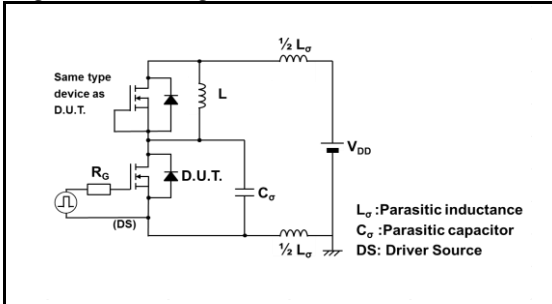 ½ Lσ
Same type
device as
D.U.T.
L
VDD
RG
D.U.T.
Cσ
(DS)
½ Lσ
Lσ :Parasitic inductance
Cσ :Parasitic capacitor
DS: Driver Source